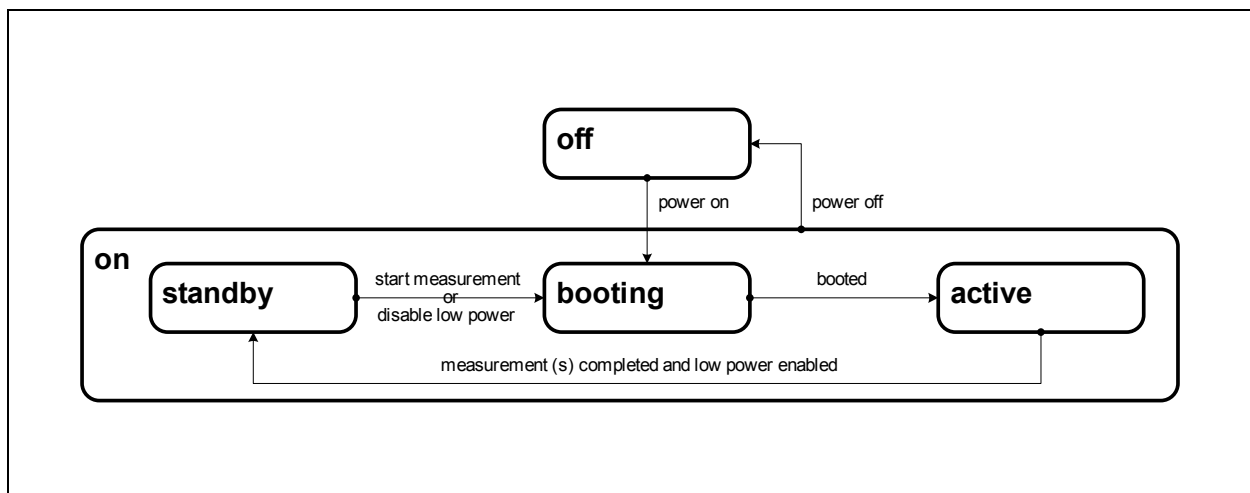 off
power on
power off
on
standby
start measurement
or
disable low power
booting
booted
active
measurement (s) completed and low power enabled